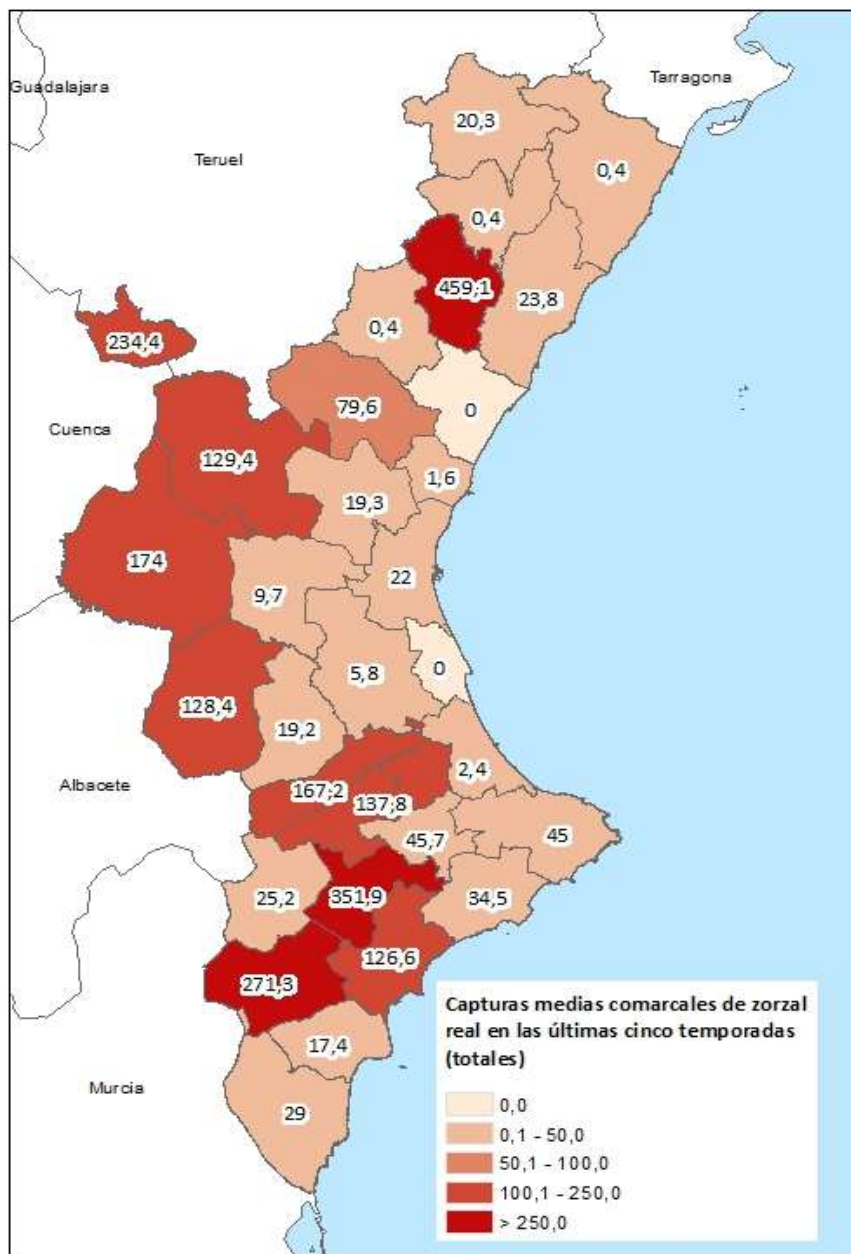 Guadalajara
Tarragona
Teruel
20,3
0,4
0,4
459,1
23,8
0,4
234,4
79,6
0
Cuenca
129,4
1,6
19,3
174
22
9,7
5,8
0
128,4
19,2
2,4
Albacete
167,2
137,8
45,7
45
25,2
351,9
34,5
126,6
271,3
17,4
Murcia
29
Capturas medias comarcales de zorzal
real en las últimas cinco temporadas
(totales)
0,0
0,1 - 50,0
50,1 - 100,0
100,1 - 250,0
> 250,0